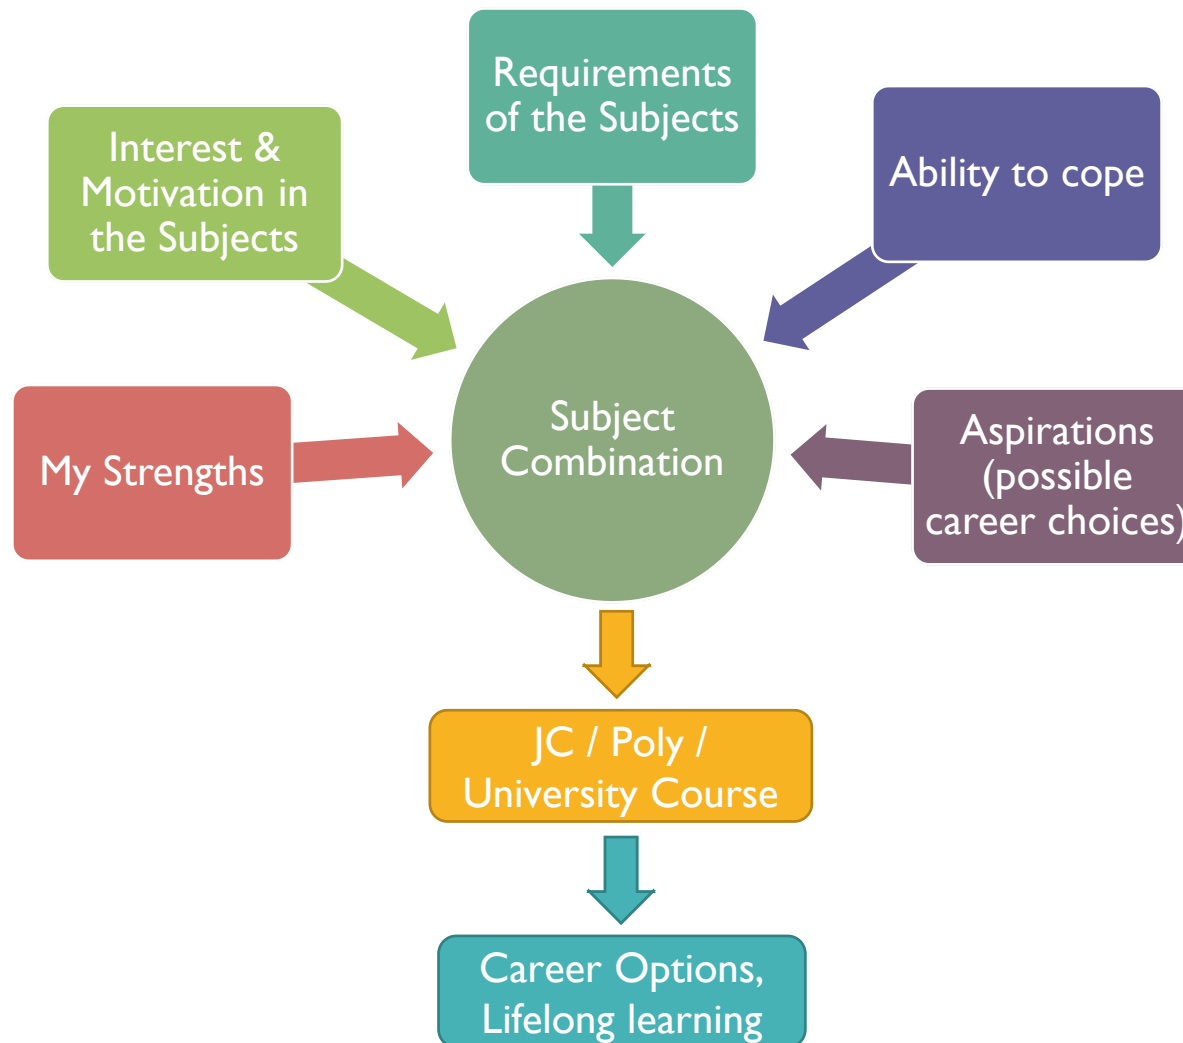 Requirements
of the Subjects
Interest &
Motivation in
the Subjects
Ability to cope
My Strengths
Subject
Combination
Aspirations
(possible
career choices)
JC / Poly /
University Course
Career Options,
Lifelong learning